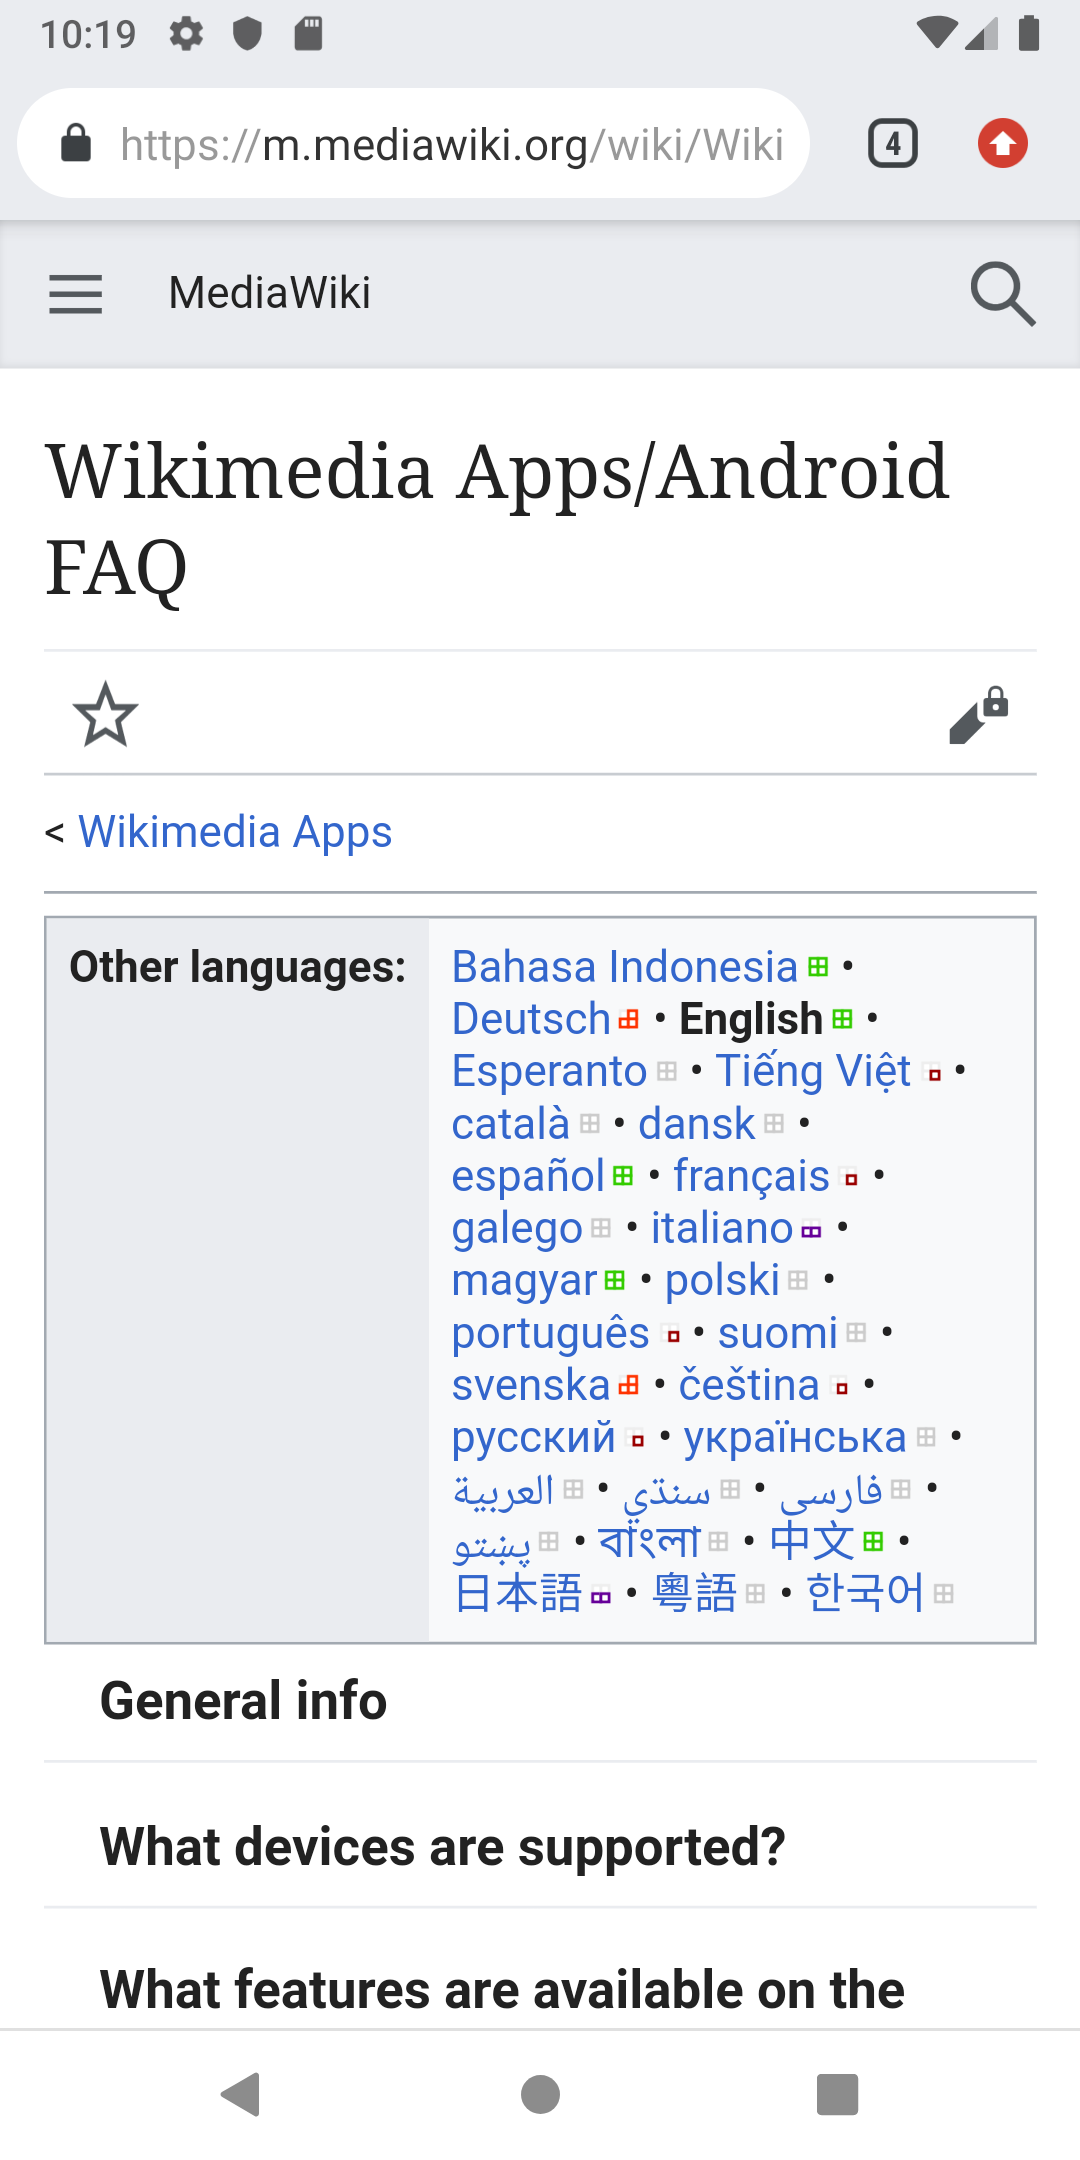 10:19
https://m.mediawiki.org/wiki/Wiki
4
MediaWiki
Wikimedia Apps/Android
FAQ
< Wikimedia Apps
Other languages:
Bahasa Indonesia •
Deutsch • English •
Esperanto • Tiếng Việt •
català • dansk •
español • français •
galego • italiano •
magyar • polski •
português • suomi •
svenska • čeština •
русский • українська •
العربية • سنڌي • فارسی •
پښتو • বাংলা • 中文 •
日本語 • 粵語 • 한국어
General info
What devices are supported?
What features are available on the